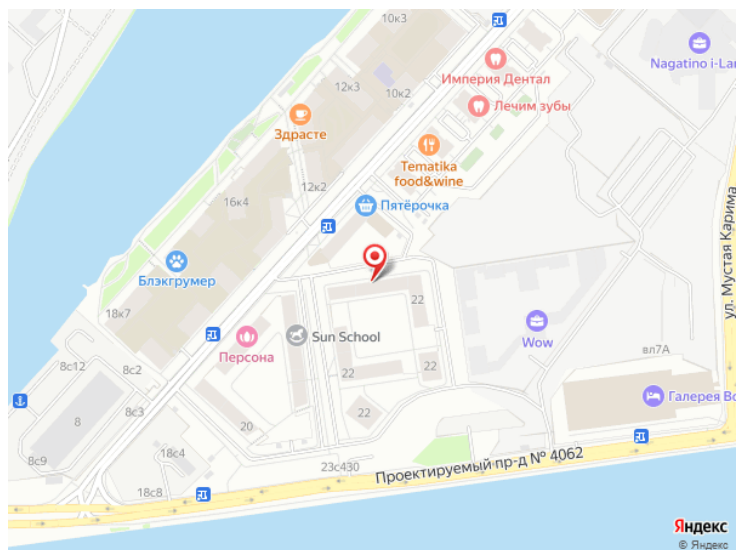 10к3
Империя Дентал
Nagatino i-Lan
12к3
10к2
Лечим зубы
Здрасте
Tematika
food&wine
12к2
16к4
Пятёрочка
ул. Мустая Карима
Блэкгрумер
22
18к7
Sun School
Wow
Персона
вл7А
8с12
8с2
22
Галерея Во
8с3
20
22
8
18с4
8с9
23с430
18с8
Проектируемый пр-д № 4062
Яндекс
© Яндекс